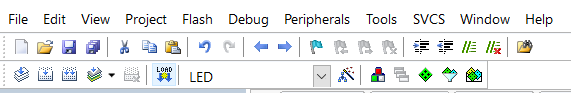 File Edit View Project Flash Debug Peripherals Tools SVCS Window Help
LOAD LED